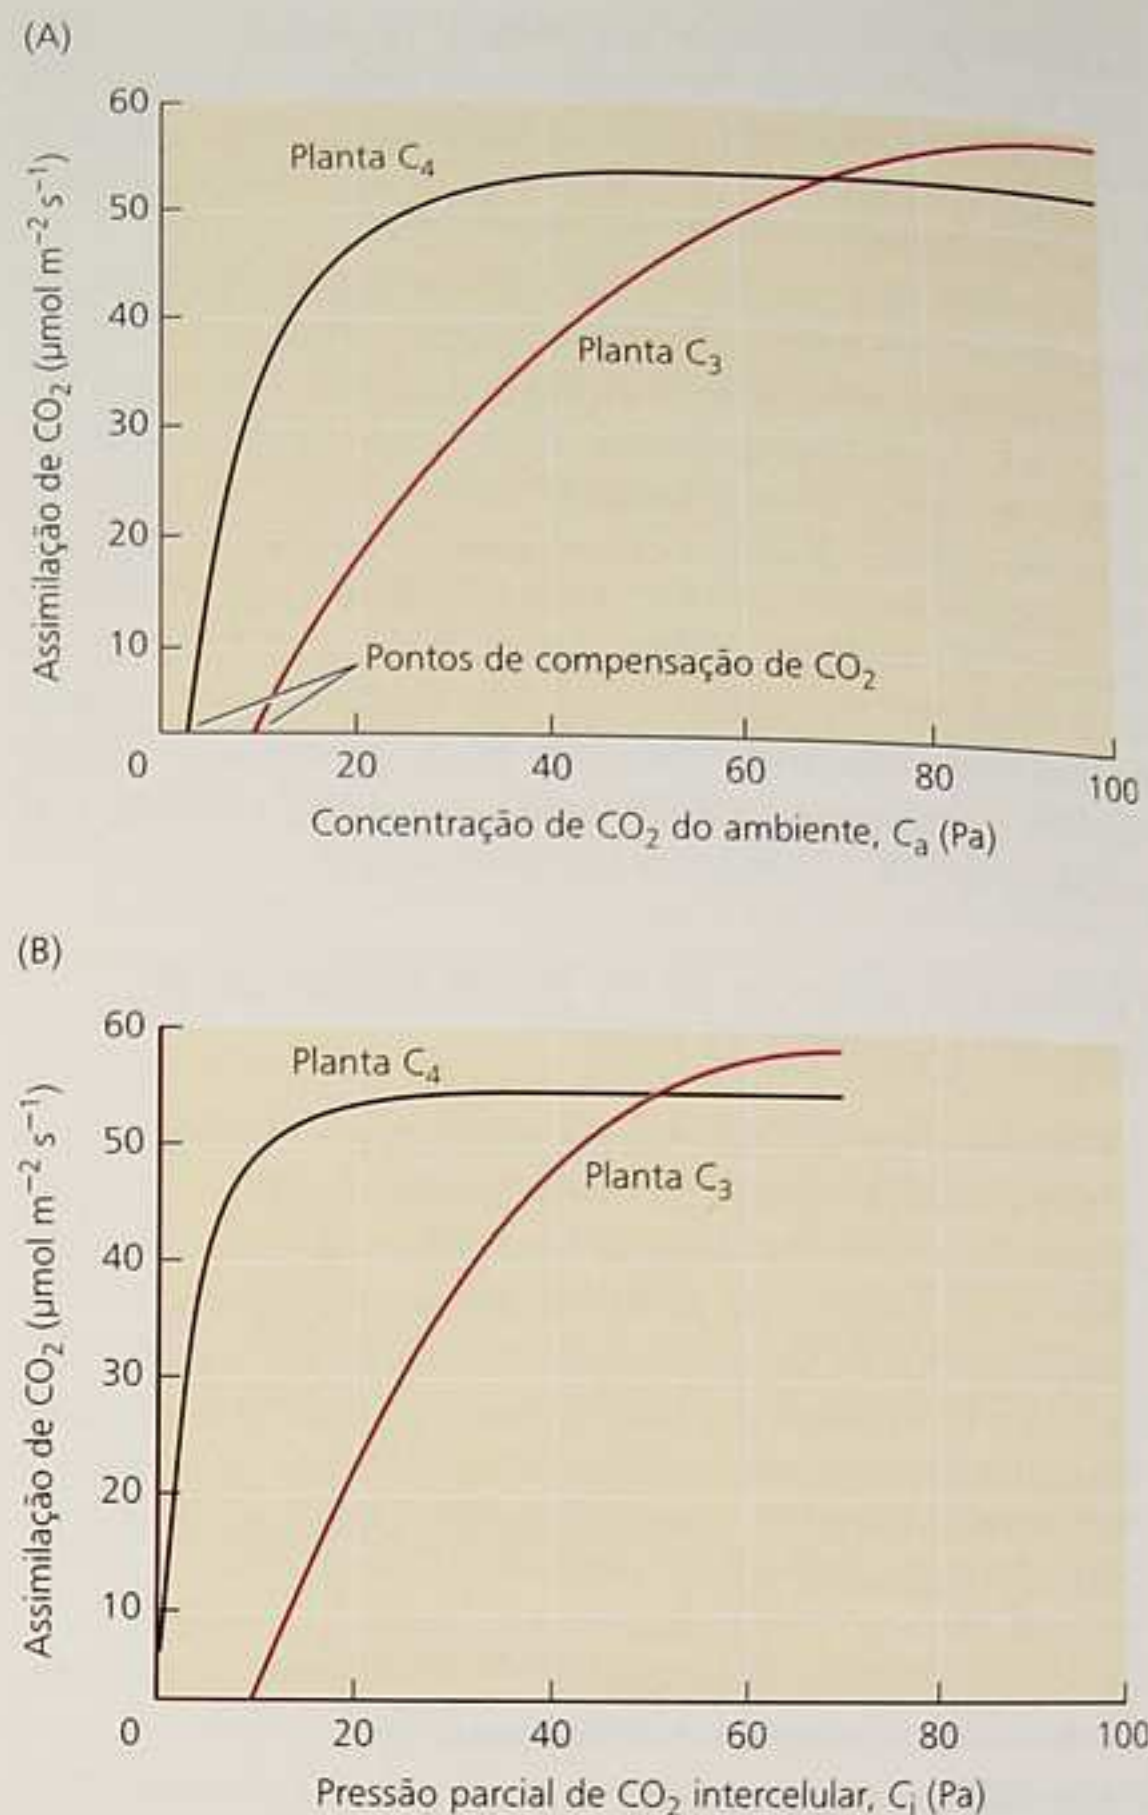 (A)
60
50
40
30
20
10
0
Assimilação de CO₂ (μmol m⁻² s⁻¹)
Planta C₄
Planta C₃
Pontos de compensação de CO₂
20
40
60
80
100
Concentração de CO₂ do ambiente, Cₐ (Pa)
(B)
60
50
40
30
20
10
0
Assimilação de CO₂ (μmol m⁻² s⁻¹)
Planta C₄
Planta C₃
20
40
60
80
100
Pressão parcial de CO₂ intercelular, Cᵢ (Pa)